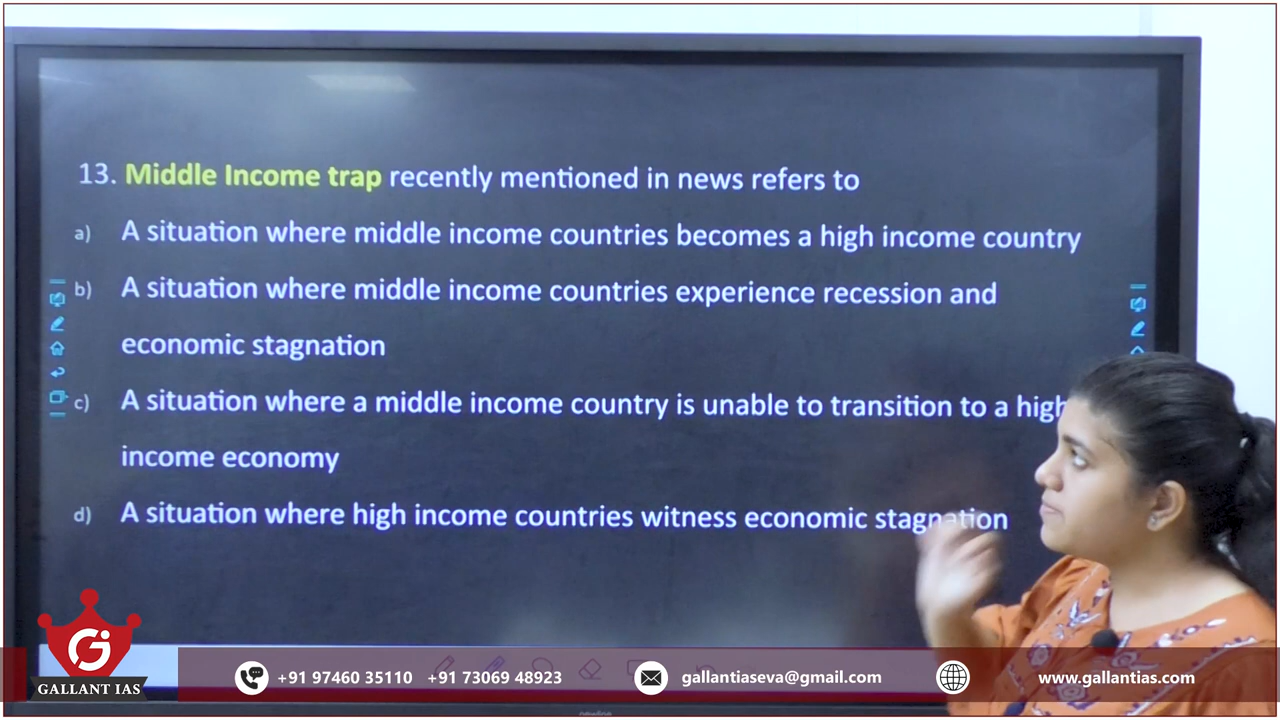 13. Middle Income trap recently mentioned in news refers to
a) A situation where middle income countries becomes a high income country
b) A situation where middle income countries experience recession and
economic stagnation
c) A situation where a middle income country is unable to transition to a high
income economy
d) A situation where high income countries witness economic stagnation
Gi
GALLANT IAS
+91 97460 35110 +91 73069 48923
gallantiaseva@gmail.com
www.gallantias.com